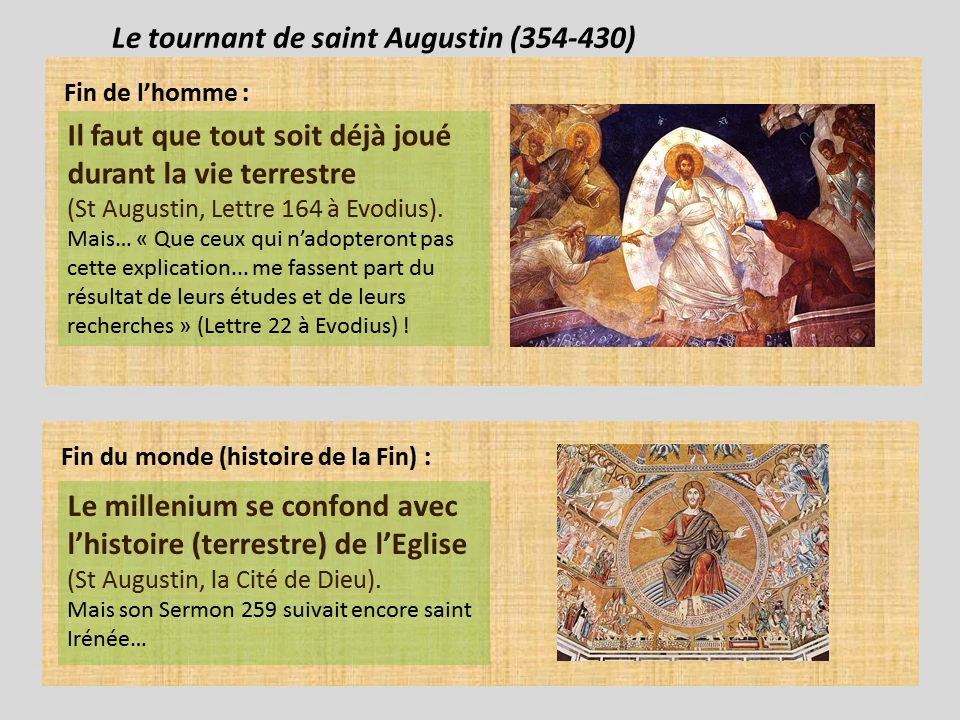 Le tournant de saint Augustin (354-430)
Fin de l’homme :
Il faut que tout soit déjà joué
durant la vie terrestre
(St Augustin, Lettre 164 à Evodius).
Mais… « Que ceux qui n’adopteront pas
cette explication... me fassent part du
résultat de leurs études et de leurs
recherches » (Lettre 22 à Evodius) !
Fin du monde (histoire de la Fin) :
Le millenium se confond avec
l’histoire (terrestre) de l’Eglise
(St Augustin, la Cité de Dieu).
Mais son Sermon 259 suivait encore saint
Irénée…